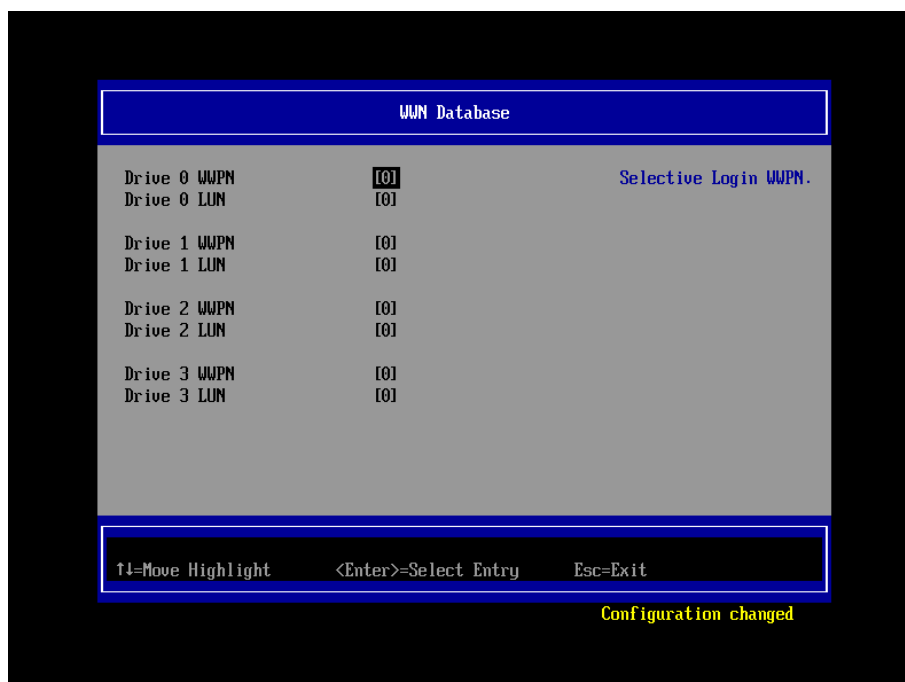 WWN Database
Drive 0 WWPN [0] Selective Login WWPN.
Drive 0 LUN [0]
Drive 1 WWPN [0]
Drive 1 LUN [0]
Drive 2 WWPN [0]
Drive 2 LUN [0]
Drive 3 WWPN [0]
Drive 3 LUN [0]
↑↓=Move Highlight <Enter>=Select Entry Esc=Exit
Configuration changed